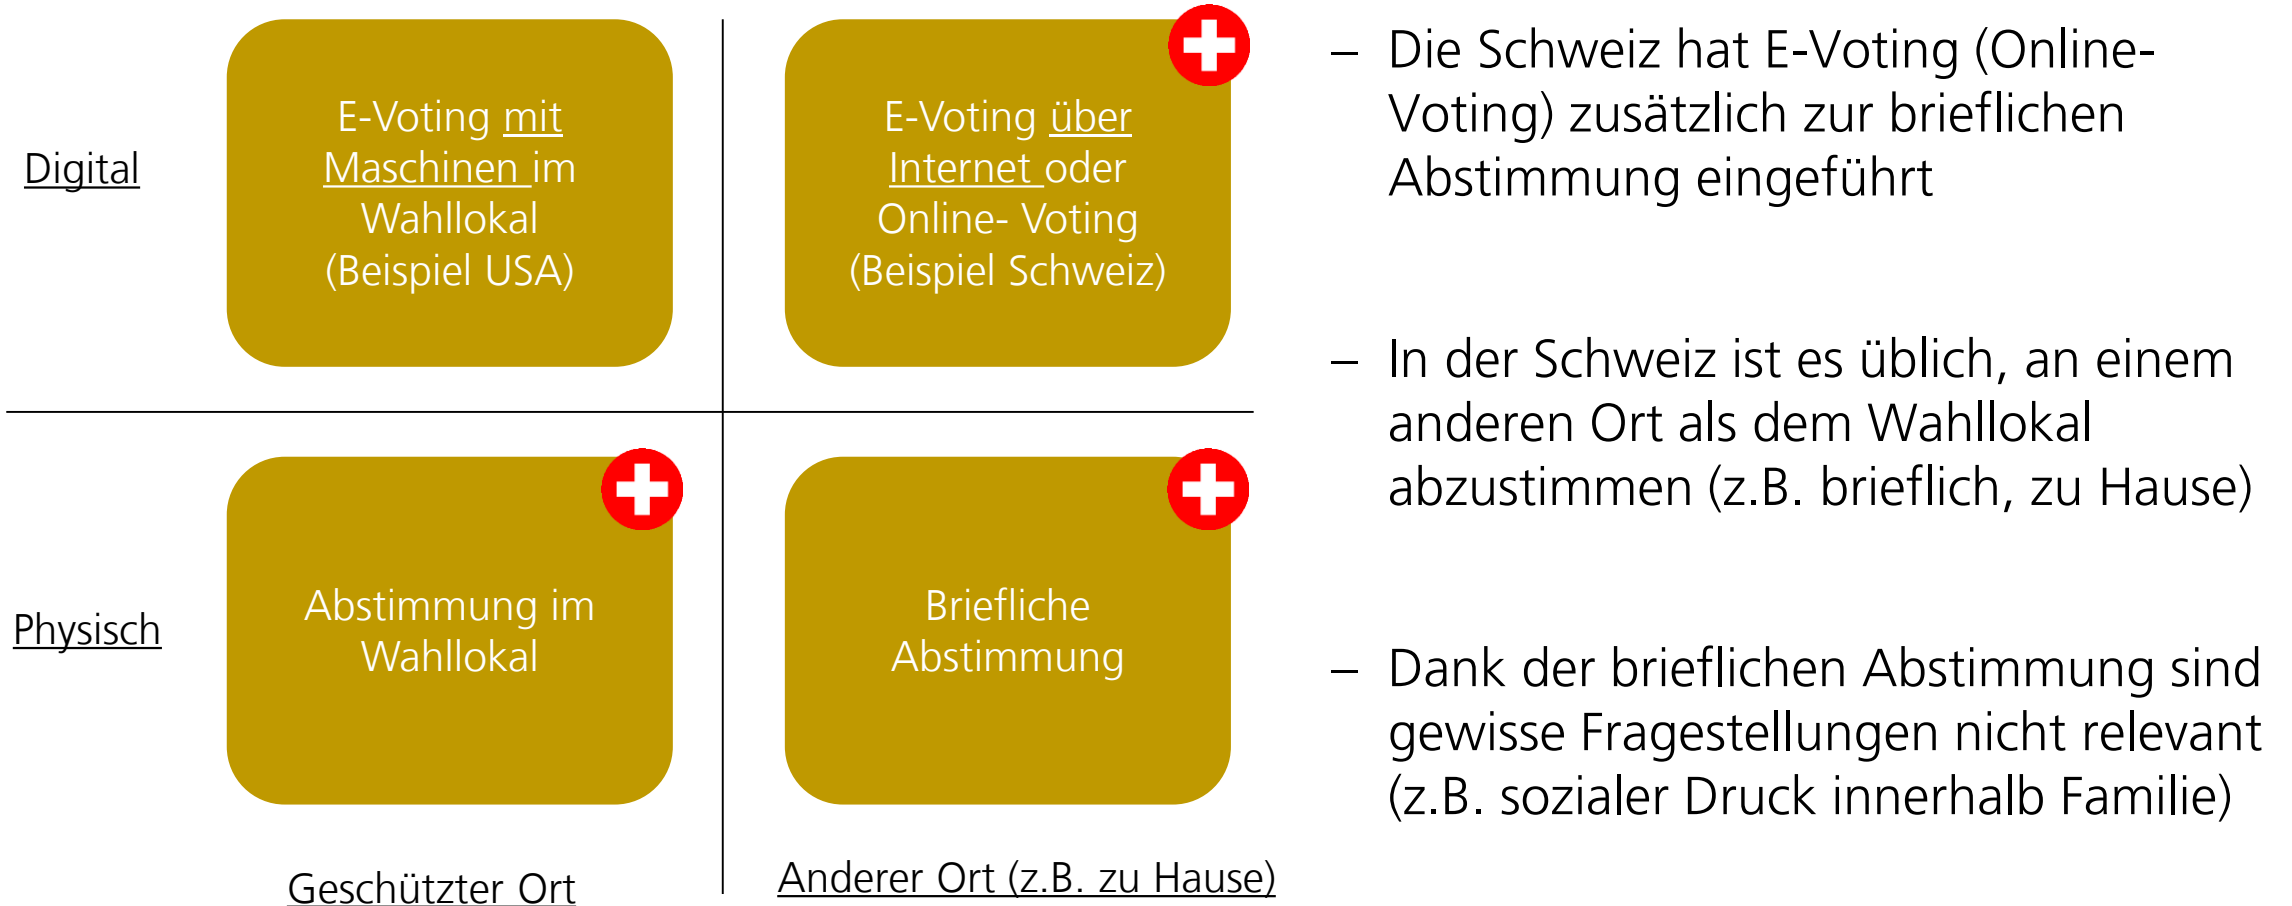 Digital
E-Voting mit
Maschinen im
Wahllokal
(Beispiel USA)
E-Voting über
Internet oder
Online- Voting
(Beispiel Schweiz)
Physisch
Abstimmung im
Wahllokal
Briefliche
Abstimmung
Geschützter Ort
Anderer Ort (z.B. zu Hause)
– Die Schweiz hat E-Voting (Online-
Voting) zusätzlich zur brieflichen
Abstimmung eingeführt
– In der Schweiz ist es üblich, an einem
anderen Ort als dem Wahllokal
abzustimmen (z.B. brieflich, zu Hause)
– Dank der brieflichen Abstimmung sind
gewisse Fragestellungen nicht relevant
(z.B. sozialer Druck innerhalb Familie)